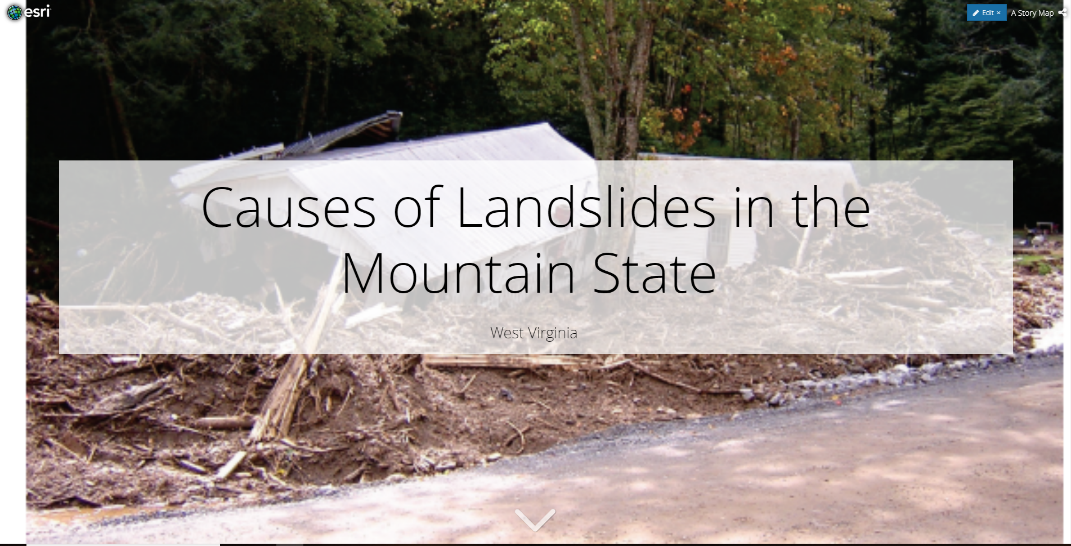 esri
Edit ×
A Story Map
Causes of Landslides in the
Mountain State
West Virginia